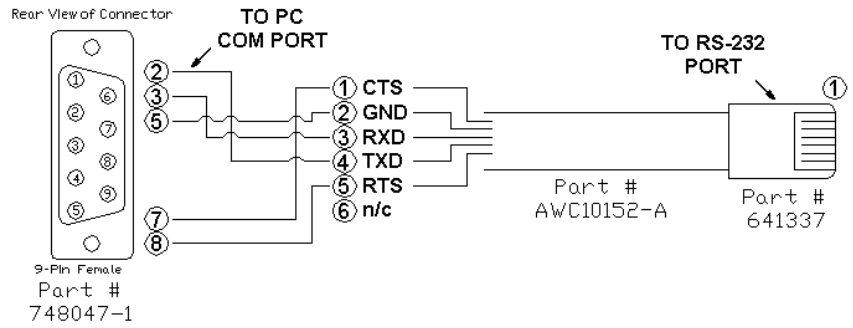 Rear View of Connector
TO PC
COM PORT
TO RS-232
PORT
1
6
2
7
3
8
4
9
5
9-Pin Female
Part #
748047-1
2
3
5
7
8
1 CTS
2 GND
3 RXD
4 TXD
5 RTS
6 n/c
Part #
AWC10152-A
1
Part #
641337